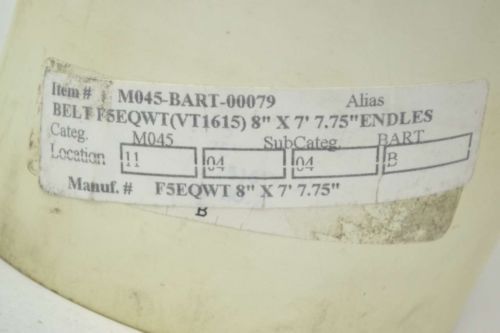 Item # M045-BART-00079 Alias
BELT F5EQWT(VT1615) 8" X 7' 7.75"ENDLES
Categ. M045 SubCateg. BART
Location 11 04 04 B
Manuf. # F5EQWT 8" X 7' 7.75"
B